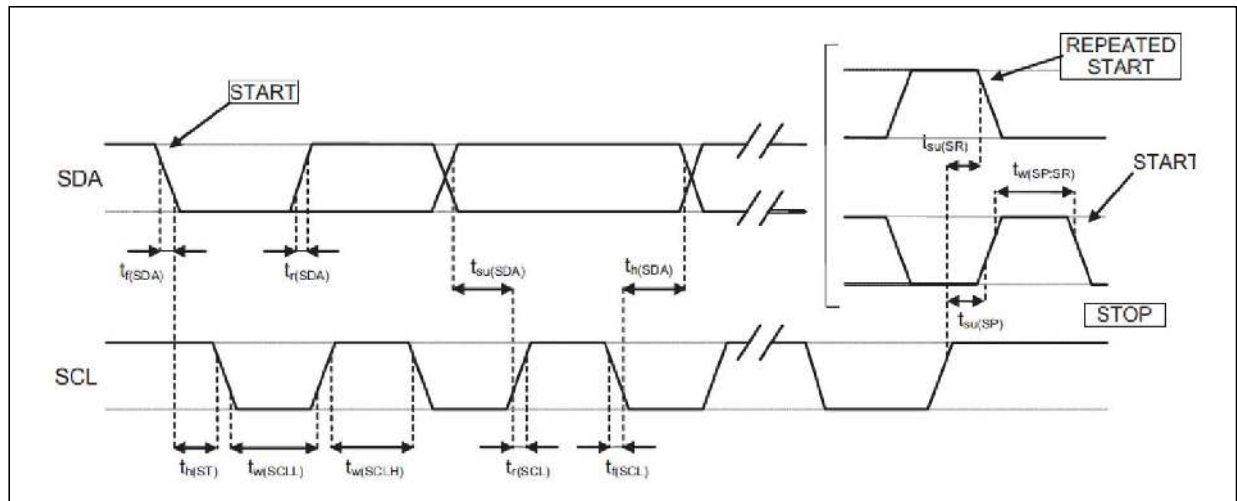 REPEATED
START
START
tsu(SR)
tw(SP:SR)
START
SDA
tf(SDA)
tr(SDA)
tsu(SDA)
th(SDA)
tsu(SP)
STOP
SCL
th(ST)
tw(SCLL)
tw(SCLH)
tr(SCL)
tf(SCL)